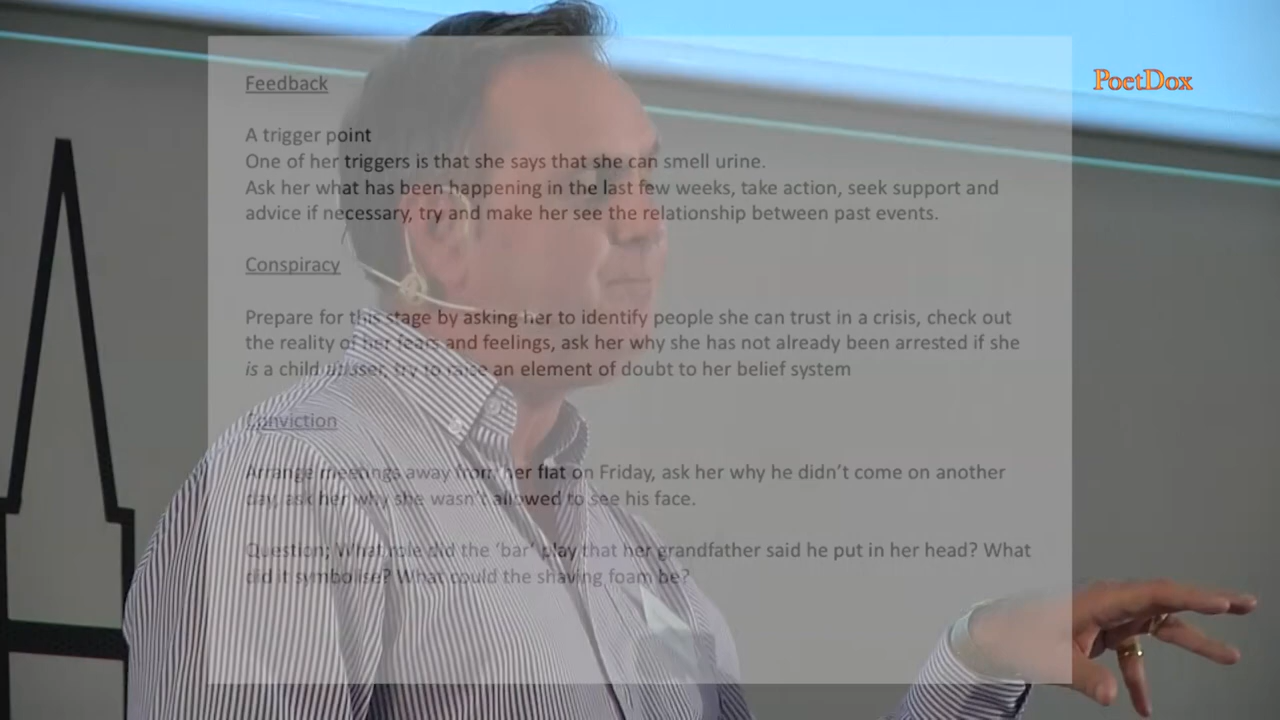 PoetDox
Feedback
A trigger point
One of her triggers is that she says that she can smell urine.
Ask her what has been happening in the last few weeks, take action, seek support and
advice if necessary, try and make her see the relationship between past events.
Conspiracy
Prepare for this stage by asking her to identify people she can trust in a crisis, check out
the reality of her fears and feelings, ask her why she has not already been arrested if she
is a child abuser, try to raise an element of doubt to her belief system
Conviction
Arrange meetings away from her flat on Friday, ask her why he didn't come on another
day, ask her why she wasn't allowed to see his face.
Question; What role did the ‘bar’ play that her grandfather said he put in her head? What
did it symbolise? What could the shaving foam be?